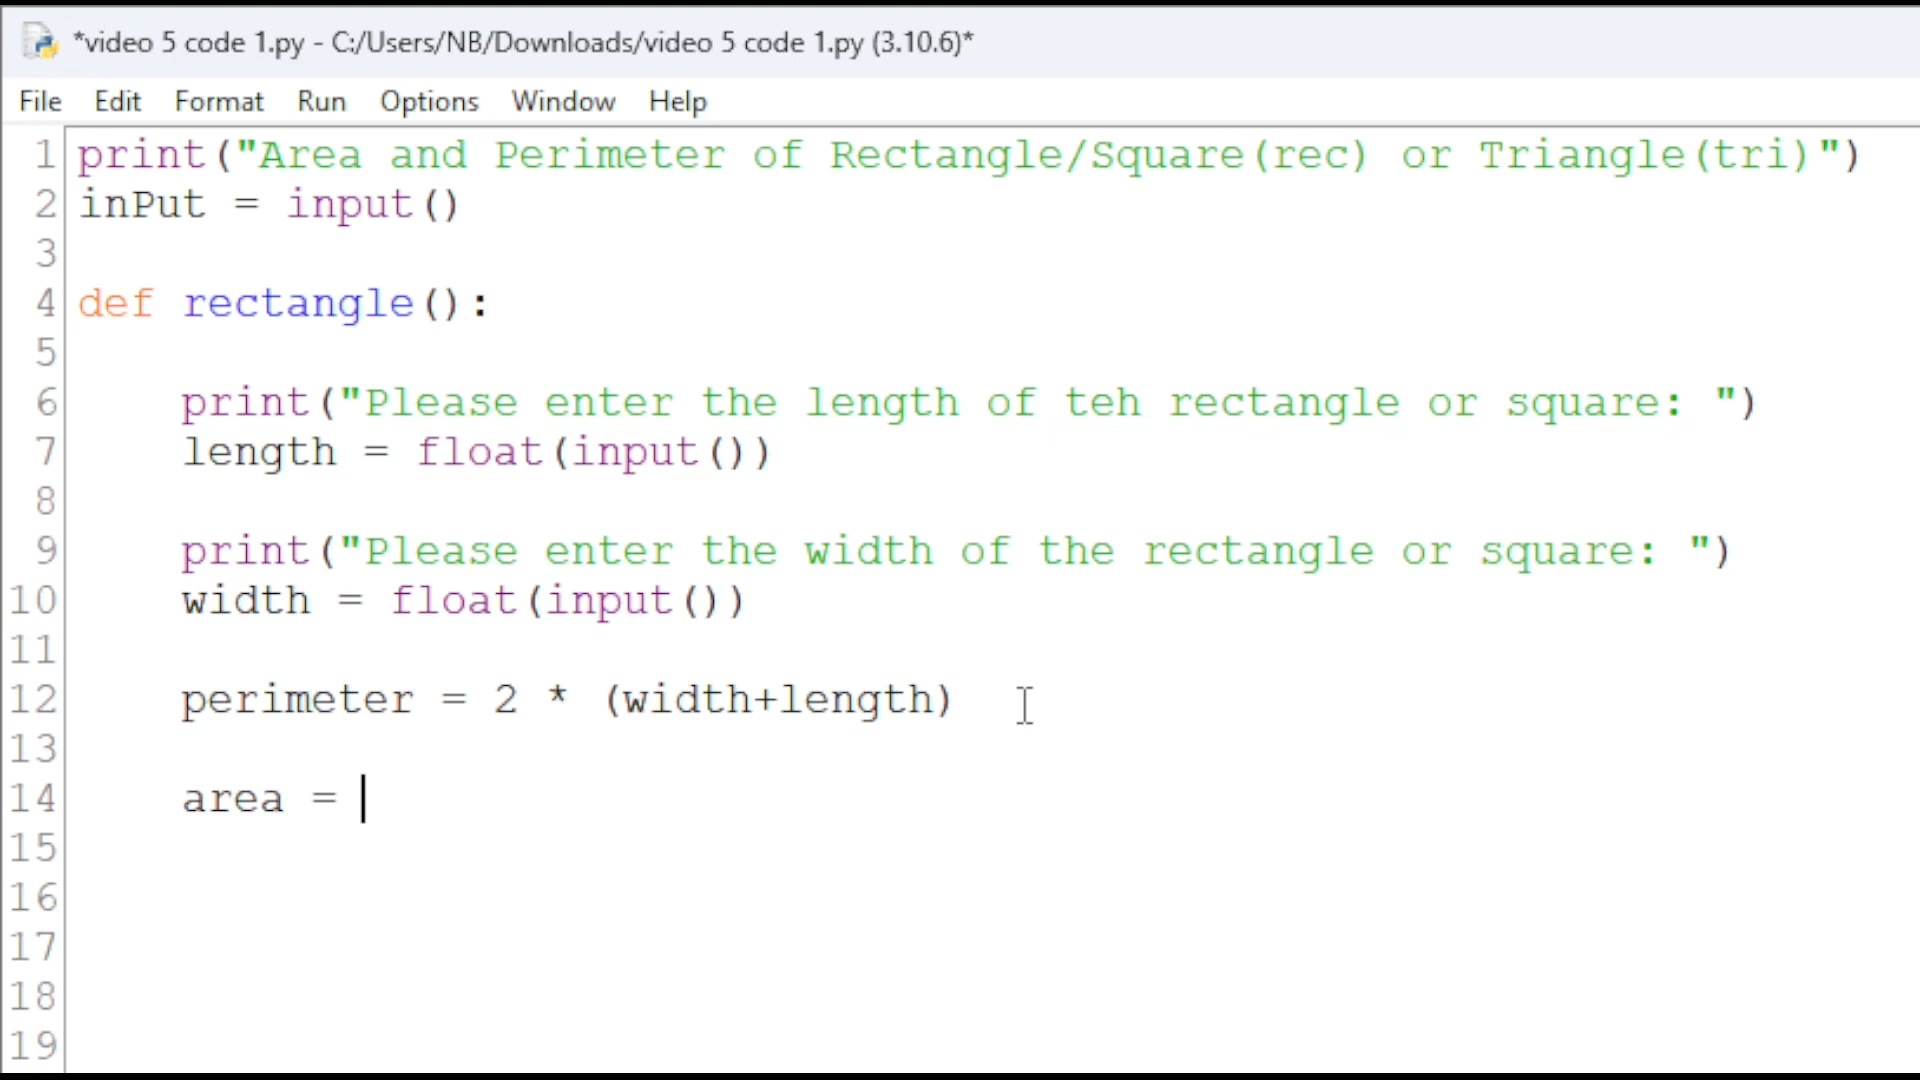 *video 5 code 1.py - C:/Users/NB/Downloads/video 5 code 1.py (3.10.6)*
File Edit Format Run Options Window Help
1 print("Area and Perimeter of Rectangle/Square(rec) or Triangle(tri)")
2 inPut = input()
3
4 def rectangle():
5
6     print("Please enter the length of teh rectangle or square: ")
7     length = float(input())
8
9     print("Please enter the width of the rectangle or square: ")
10     width = float(input())
11
12     perimeter = 2 * (width+length)
13
14     area =
15
16
17
18
19